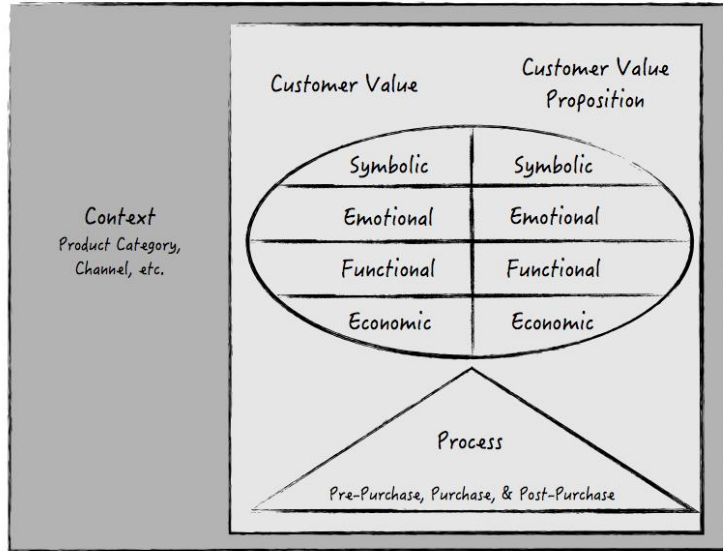 Customer Value
Customer Value
Proposition
Symbolic
Symbolic
Emotional
Emotional
Functional
Functional
Economic
Economic
Context
Product Category,
Channel, etc.
Process
Pre-Purchase, Purchase, & Post-Purchase